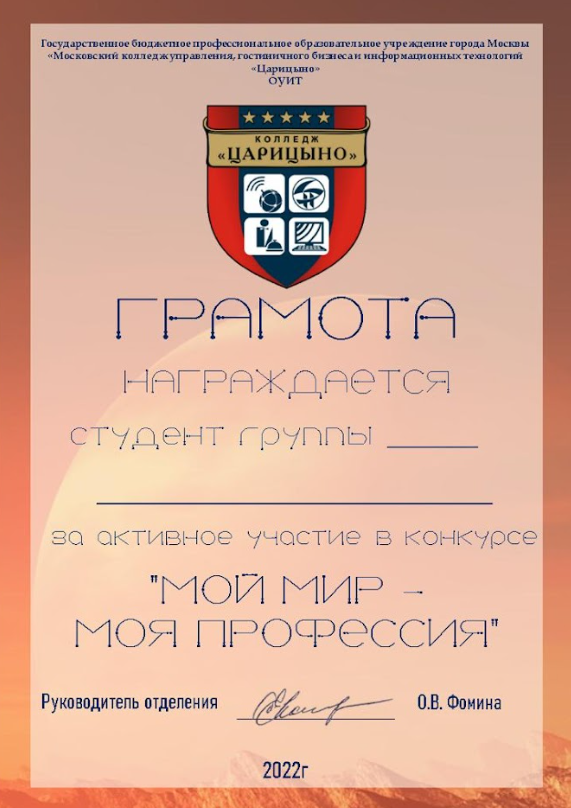 Государственное бюджетное профессиональное образовательное учреждение города Москвы
«Московский колледж управления, гостиничного бизнеса и информационных технологий
«Царицыно»
ОУИТ
КОЛЛЕДЖ
«ЦАРИЦЫНО»
ГРАМОТА
НАГРАЖДАЕТСЯ
студент группы ______
______________________
за активное участие в конкурсе
"МОЙ МИР -
МОЯ ПРОФЕССИЯ"
Руководитель отделения ____________ О.В. Фомина
2022г